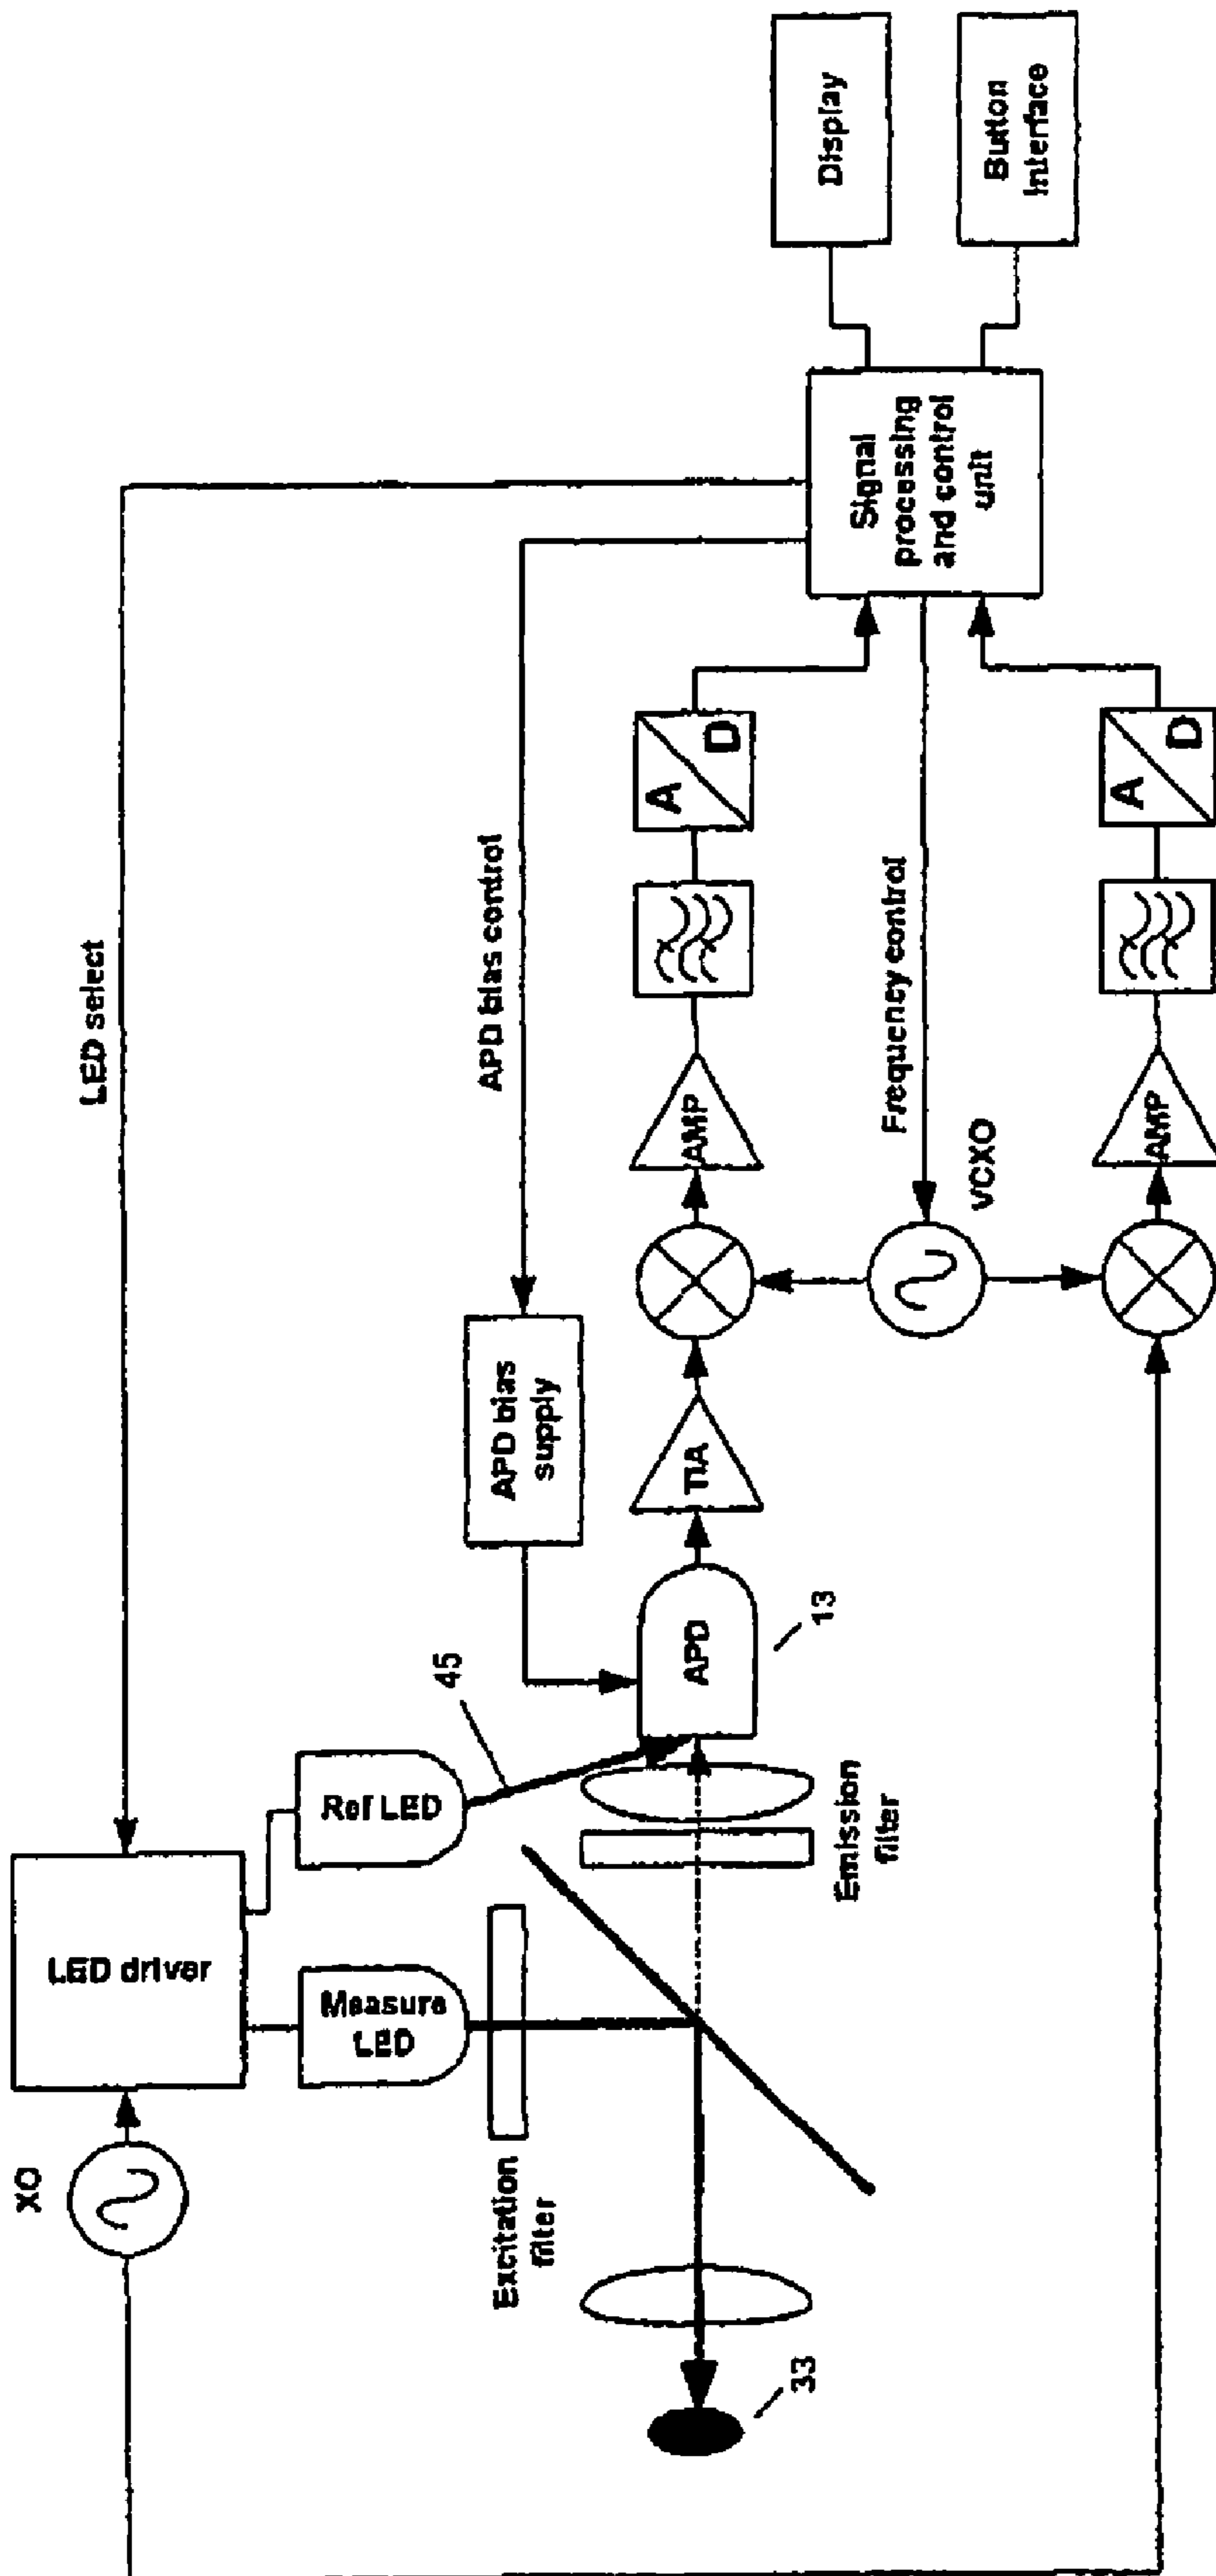 XO
LED driver
LED select
Measure
LED
Ref LED
45
Excitation
filter
33
Emission
filter
APD
13
APD bias
supply
APD bias control
TIA
AMP
A
D
VCXO
Frequency control
AMP
A
D
Signal
processing
and control
unit
Display
Button
interface